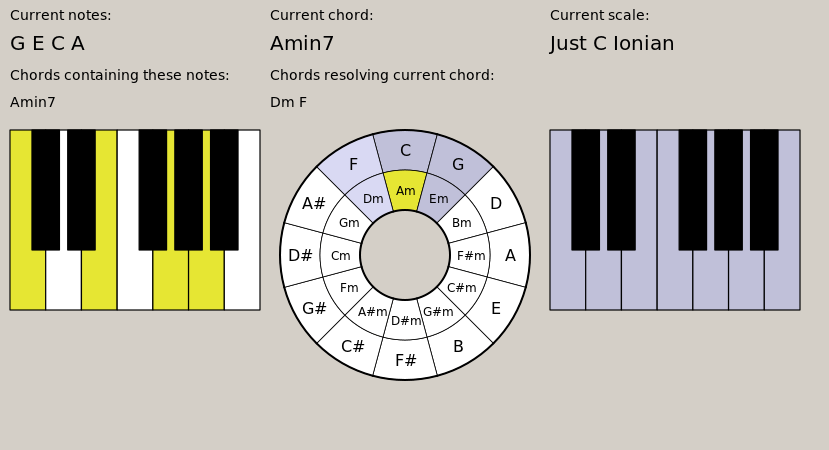 Current notes:
G E C A
Chords containing these notes:
Amin7
Current chord:
Amin7
Chords resolving current chord:
Dm F
Current scale:
Just C Ionian
C
F
G
Am
Dm
Em
A#
D
Gm
Bm
D#
Cm
F#m
A
Fm
C#m
G#
A#m
D#m
G#m
E
C#
B
F#